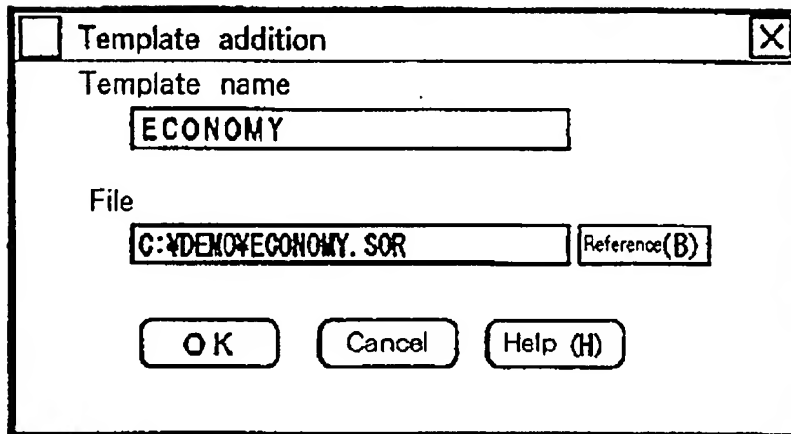 Template addition
Template name
ECONOMY
File
C:¥DEMO¥ECONOMY.SOR Reference(B)
OK Cancel Help (H)